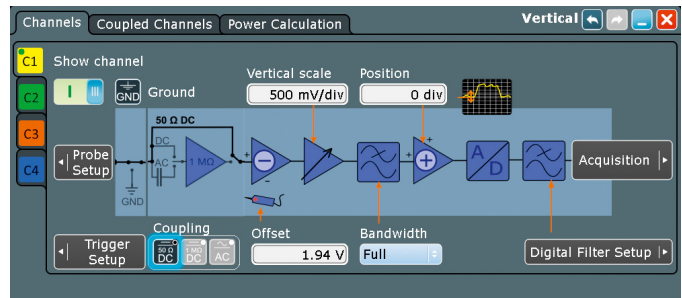 Channels Coupled Channels Power Calculation Vertical
C1 Show channel
Vertical scale Position
C2 GND Ground 500 mV/div 0 div
50 Ω DC
C3
DC
Probe Setup AC 1 MΩ A/D Acquisition
C4
GND
Coupling Offset Bandwidth
Trigger Setup 50 Ω DC 1 MΩ DC AC 1.94 V Full Digital Filter Setup